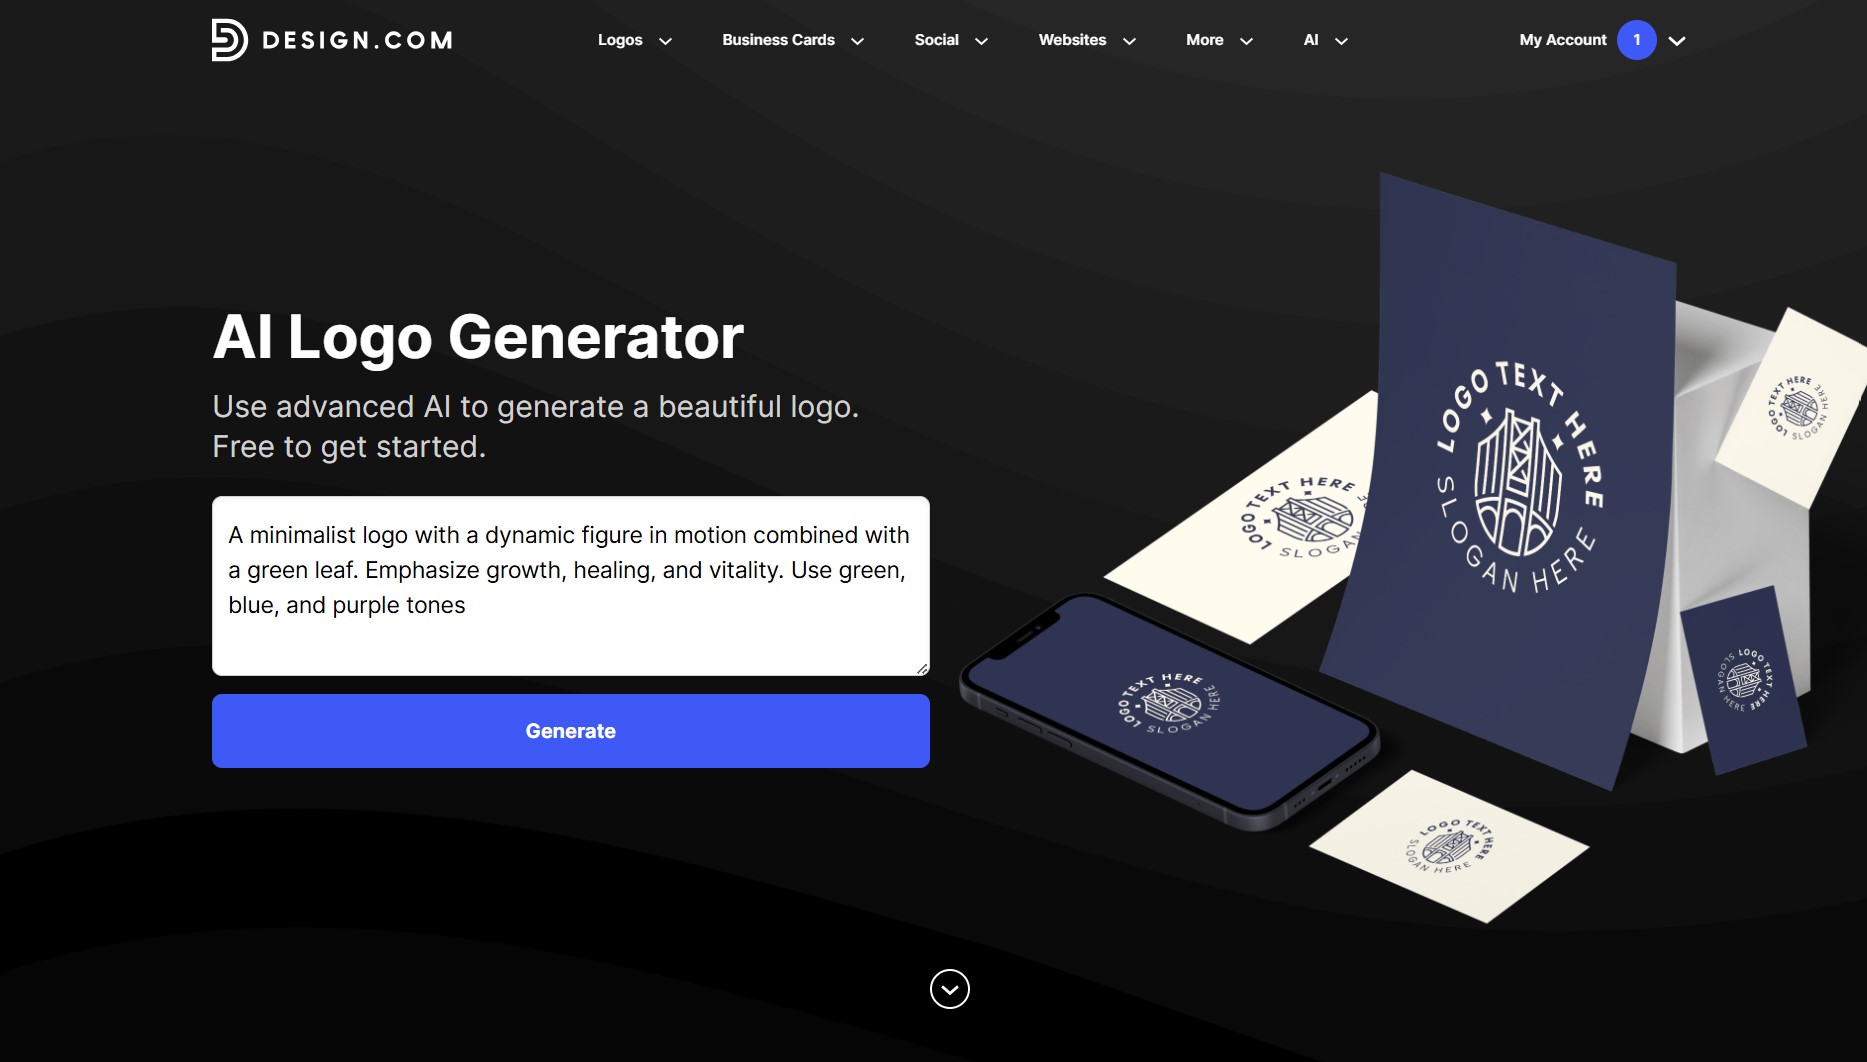 DESIGN.COM
Logos
Business Cards
Social
Websites
More
AI
My Account
1
AI Logo Generator
Use advanced AI to generate a beautiful logo.
Free to get started.
A minimalist logo with a dynamic figure in motion combined with
a green leaf. Emphasize growth, healing, and vitality. Use green,
blue, and purple tones
Generate
LOGO TEXT HERE
SLOGAN HERE
LOGO TEXT HERE
SLOGAN HERE
LOGO TEXT HERE
SLOGAN
LOGO TEXT HERE
SLOGAN HERE
LOGO TEXT HERE
SLOGAN HERE
LOGO TEXT HERE
SLOGAN HERE